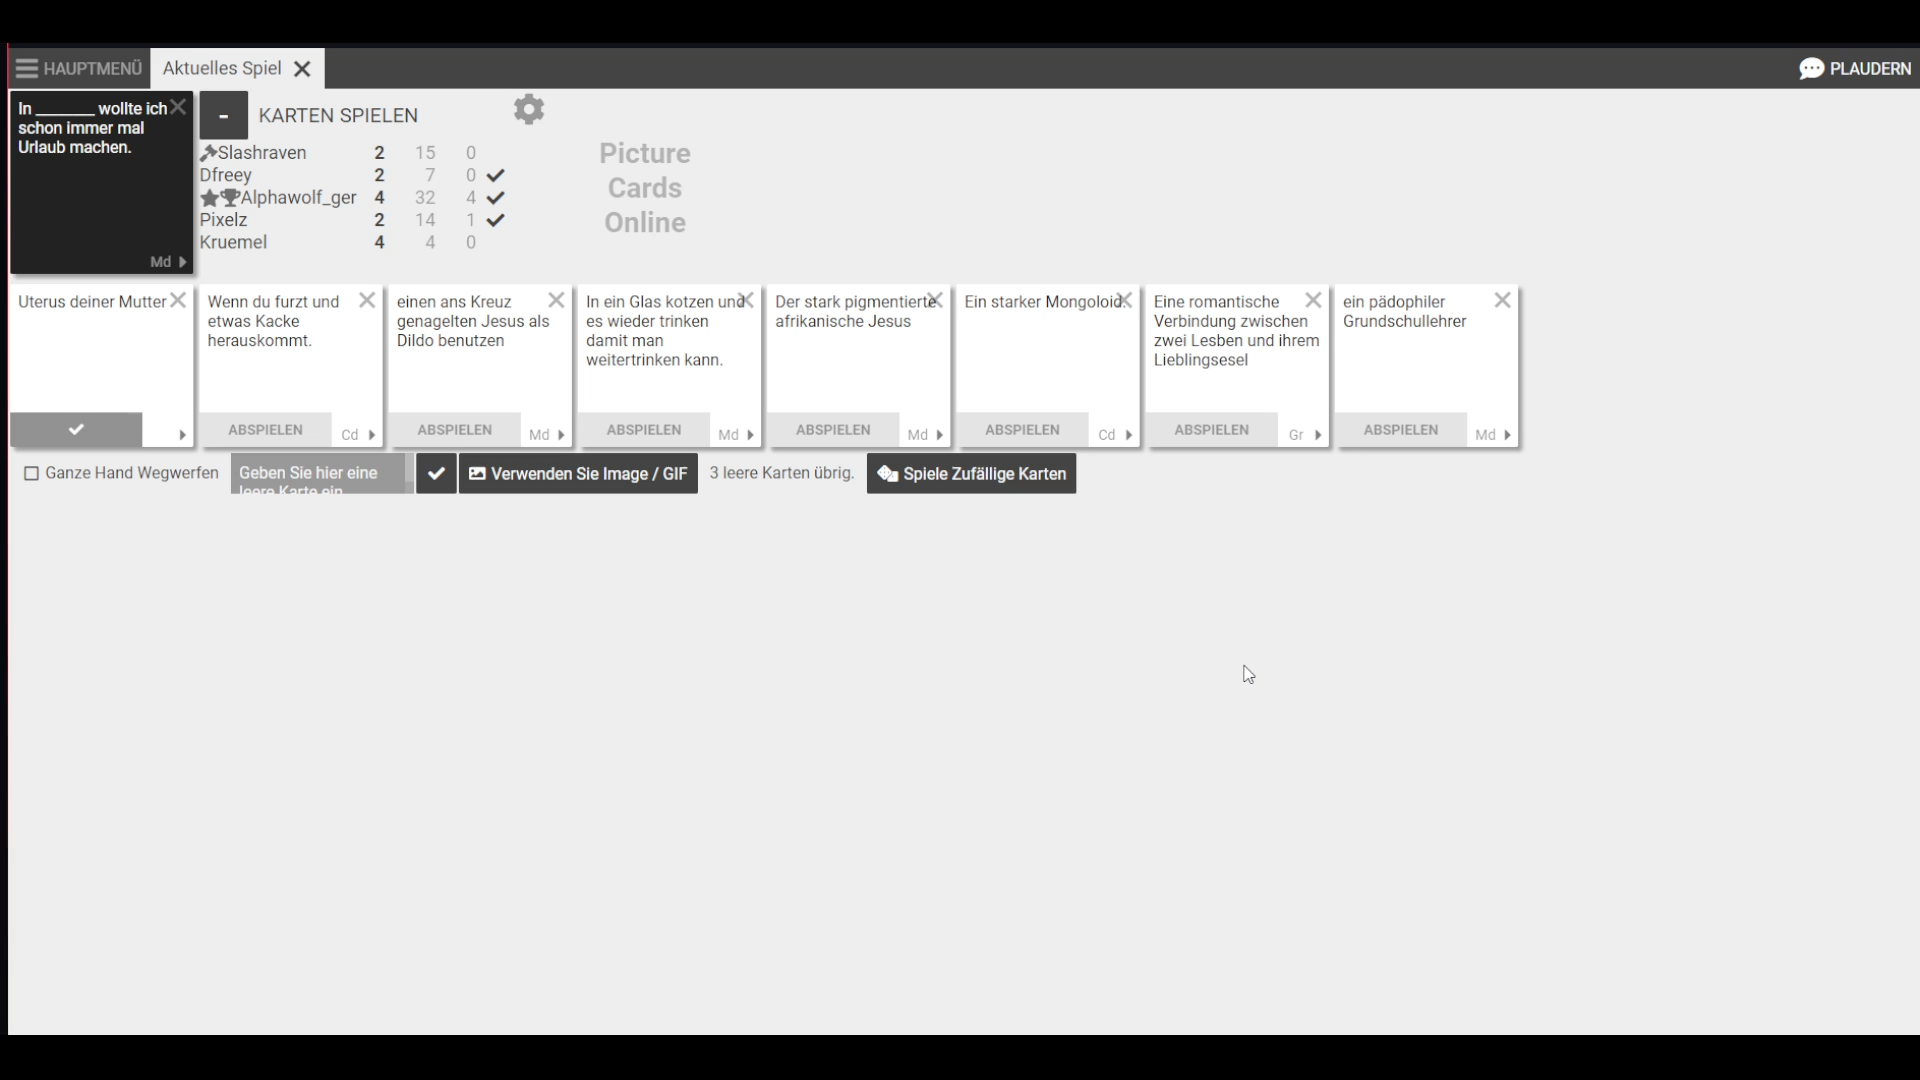 HAUPTMENÜ
Aktuelles Spiel
PLAUDERN
In _______ wollte ich
schon immer mal
Urlaub machen.
Md
-
KARTEN SPIELEN
Slashraven 2 15 0
Dfreey 2 7 0
Alphawolf_ger 4 32 4
Pixelz 2 14 1
Kruemel 4 4 0
Picture
Cards
Online
Uterus deiner Mutter
Wenn du furzt und
etwas Kacke
herauskommt.
ABSPIELEN
Cd
einen ans Kreuz
genagelten Jesus als
Dildo benutzen
ABSPIELEN
Md
In ein Glas kotzen und
es wieder trinken
damit man
weitertrinken kann.
ABSPIELEN
Md
Der stark pigmentierte
afrikanische Jesus
ABSPIELEN
Md
Ein starker Mongoloid.
ABSPIELEN
Cd
Eine romantische
Verbindung zwischen
zwei Lesben und ihrem
Lieblingsesel
ABSPIELEN
Gr
ein pädophiler
Grundschullehrer
ABSPIELEN
Md
Ganze Hand Wegwerfen
Geben Sie hier eine
leere Karte ein
Verwenden Sie Image / GIF
3 leere Karten übrig.
Spiele Zufällige Karten